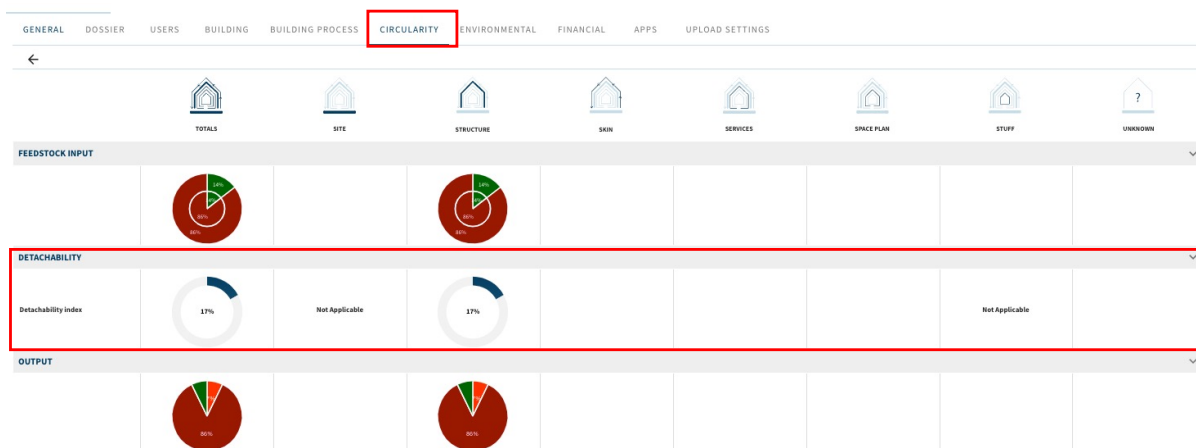 GENERAL DOSSIER USERS BUILDING BUILDING PROCESS CIRCULARITY ENVIRONMENTAL FINANCIAL APPS UPLOAD SETTINGS
?
TOTALS SITE STRUCTURE SKIN SERVICES SPACE PLAN STUFF UNKNOWN
FEEDSTOCK INPUT
14% 14%
86% 86%
86% 86%
DETACHABILITY
Detachability index 17% Not Applicable 17% Not Applicable
OUTPUT
86% 86%